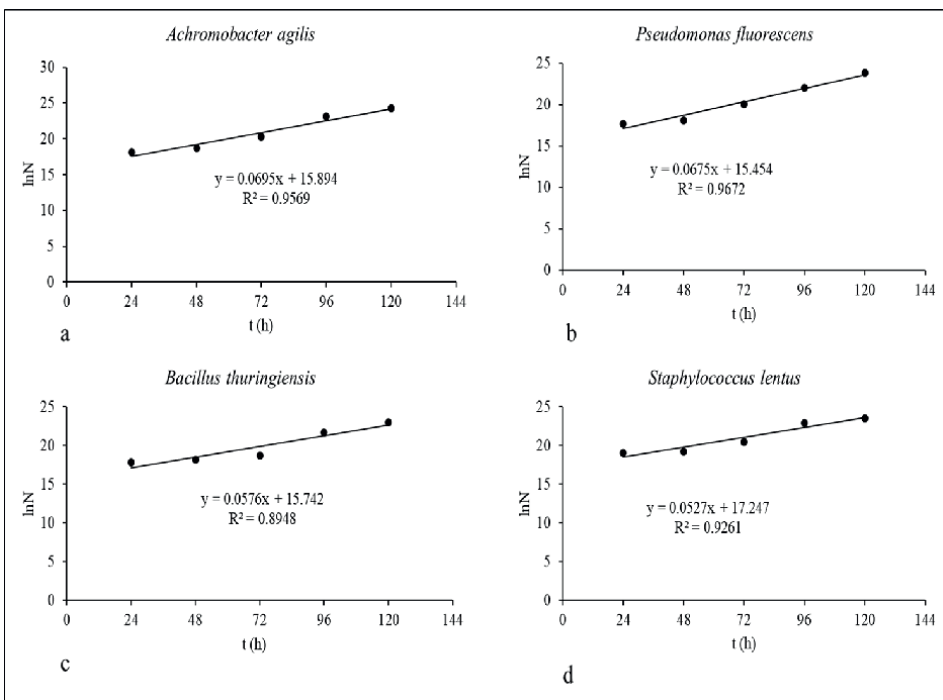 Achromobacter agilis
30
25
20
15
10
5
0
lnN
y = 0.0695x + 15.894
R² = 0.9569
0 24 48 72 96 120 144
t (h)
a
Pseudomonas fluorescens
25
20
15
10
5
0
lnN
y = 0.0675x + 15.454
R² = 0.9672
0 24 48 72 96 120 144
t (h)
b
Bacillus thuringiensis
25
20
15
10
5
0
lnN
y = 0.0576x + 15.742
R² = 0.8948
0 24 48 72 96 120 144
t (h)
c
Staphylococcus lentus
25
20
15
10
5
0
lnN
y = 0.0527x + 17.247
R² = 0.9261
0 24 48 72 96 120 144
t (h)
d